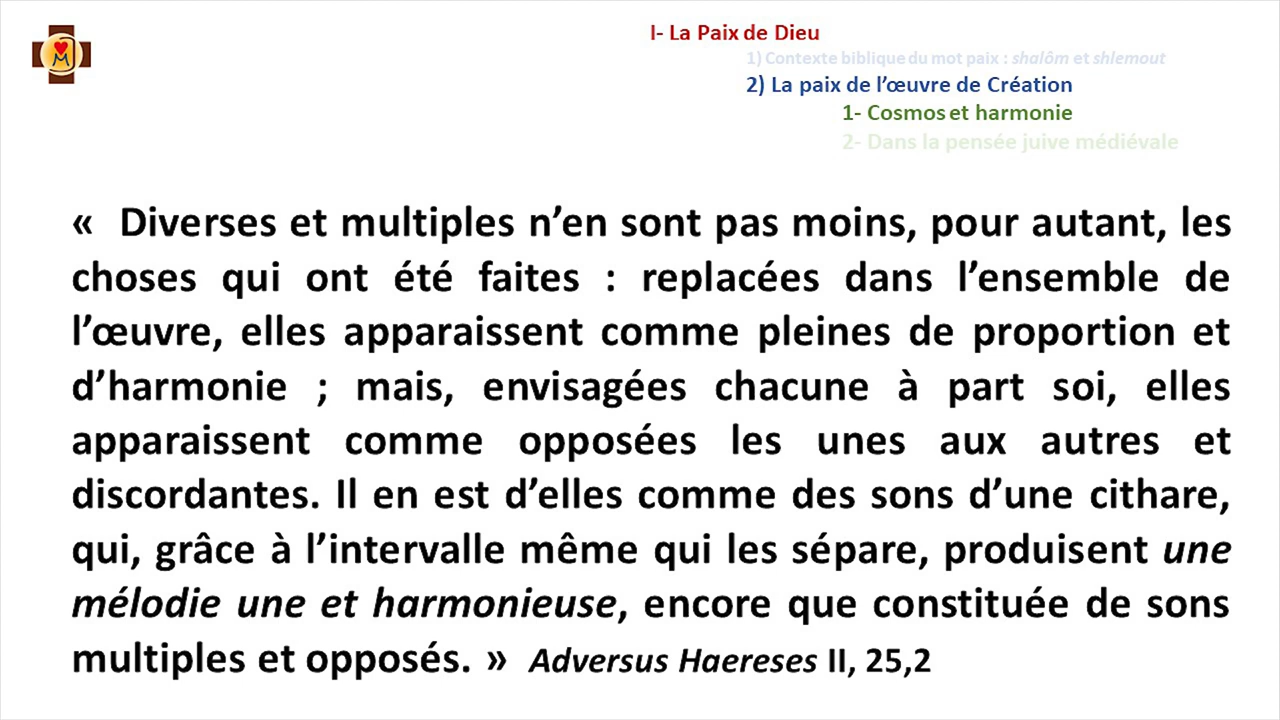 I- La Paix de Dieu
1) Contexte biblique du mot paix : shalôm et shlemout
2) La paix de l’œuvre de Création
1- Cosmos et harmonie
2- Dans la pensée juive médiévale
M
« Diverses et multiples n’en sont pas moins, pour autant, les
choses qui ont été faites : replacées dans l’ensemble de
l’œuvre, elles apparaissent comme pleines de proportion et
d’harmonie ; mais, envisagées chacune à part soi, elles
apparaissent comme opposées les unes aux autres et
discordantes. Il en est d’elles comme des sons d’une cithare,
qui, grâce à l’intervalle même qui les sépare, produisent une
mélodie une et harmonieuse, encore que constituée de sons
multiples et opposés. » Adversus Haereses II, 25,2